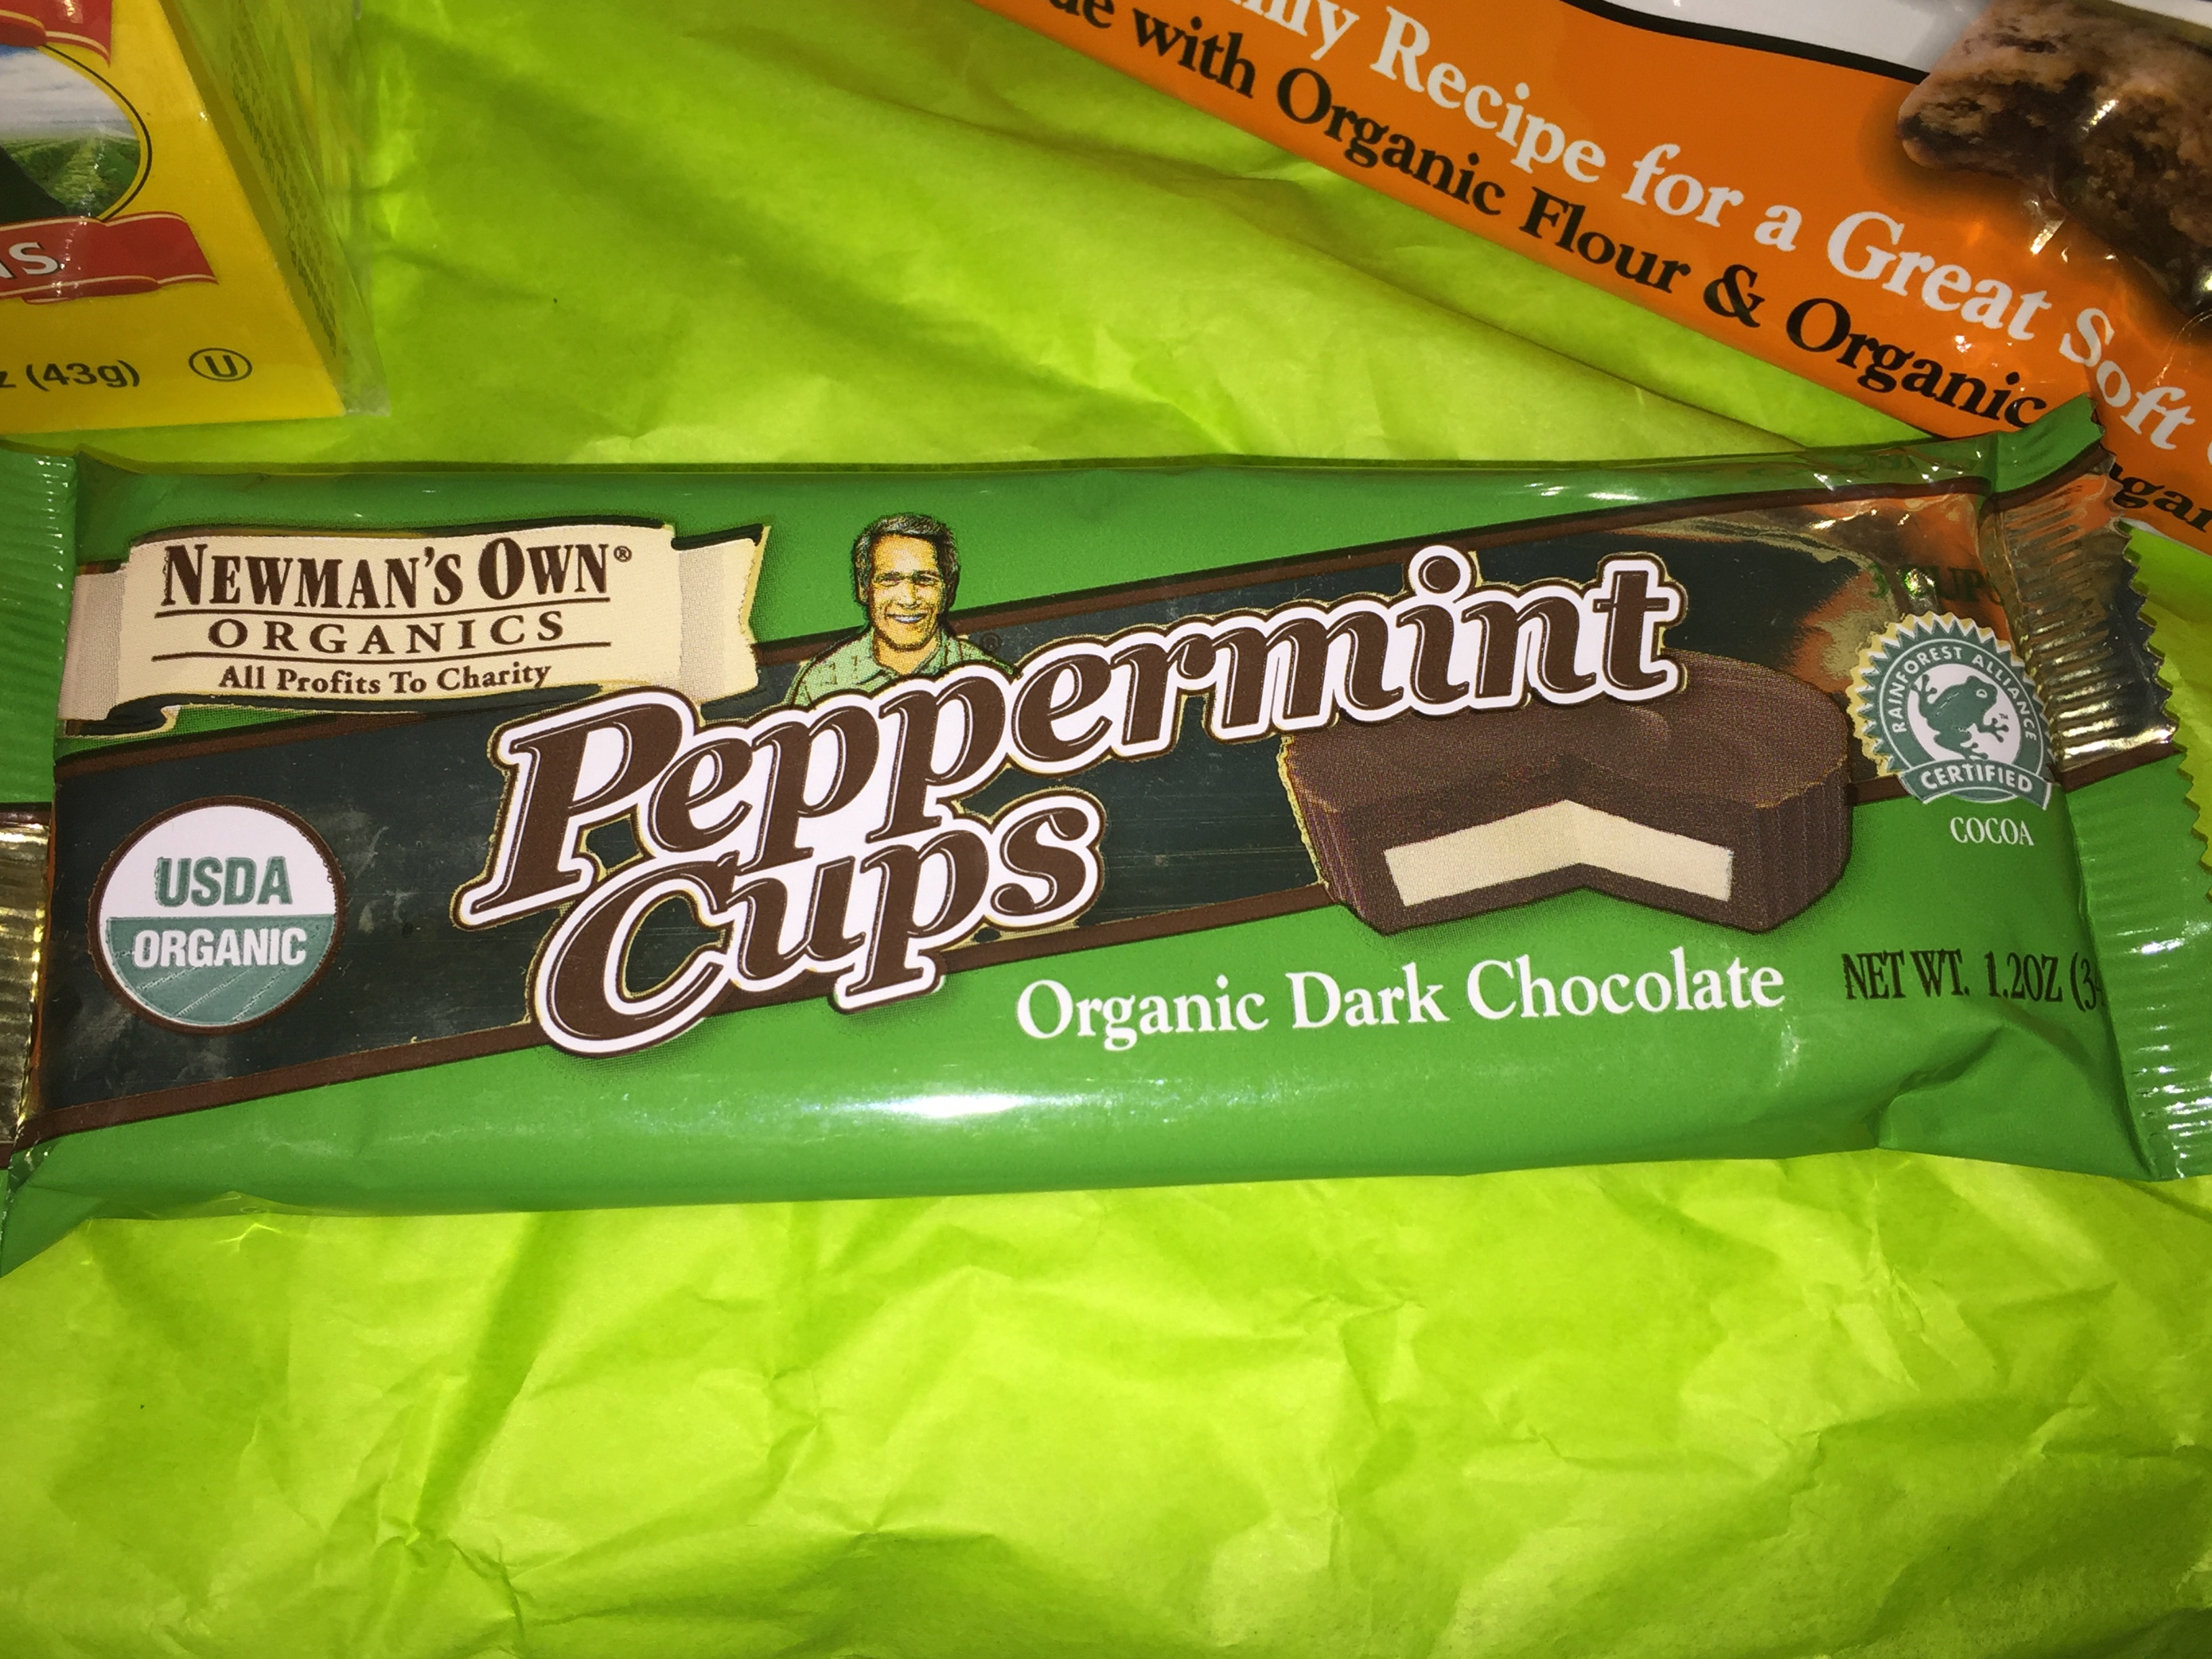 z (43g) U
Recipe for a Great Soft
with Organic Flour & Organic
NEWMAN'S OWN®
ORGANICS
All Profits To Charity
Peppermint
Cups
USDA
ORGANIC
Organic Dark Chocolate
RAINFOREST ALLIANCE
CERTIFIED
COCOA
NET WT. 1.2OZ